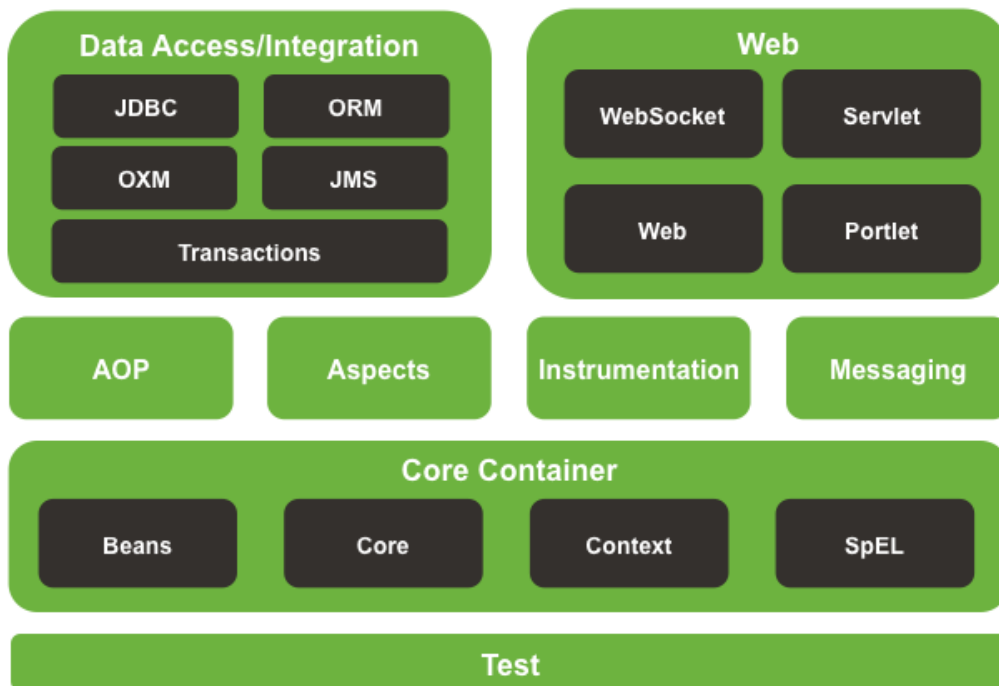 Data Access/Integration
JDBC
ORM
OXM
JMS
Transactions
Web
WebSocket
Servlet
Web
Portlet
AOP
Aspects
Instrumentation
Messaging
Core Container
Beans
Core
Context
SpEL
Test